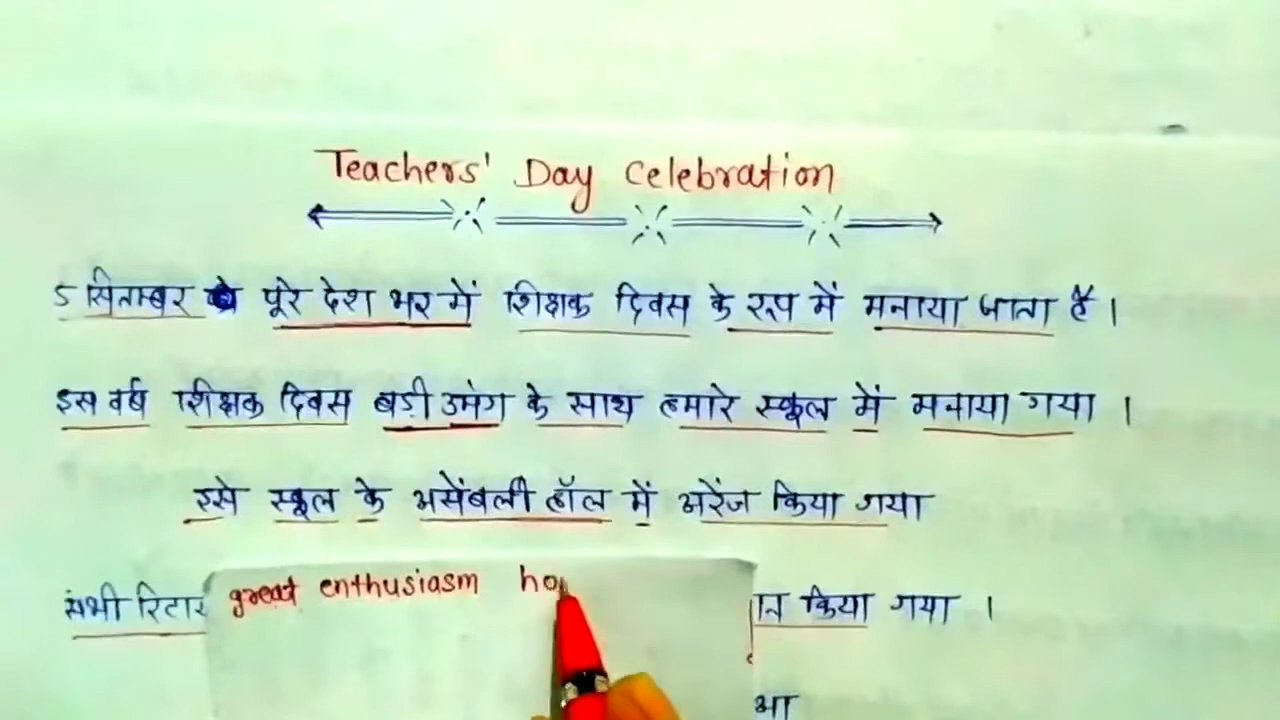 Teachers' Day Celebration
5 सितम्बर पूरे देश भर में शिक्षक दिवस के रूप में मनाया जाता है।
इस वर्ष शिक्षक दिवस बड़ी उमंग के साथ हमारे स्कूल में मनाया गया।
इसे स्कूल के असेंबली हॉल में अरेंज किया गया
सभी किया गया।
great enthusiasm